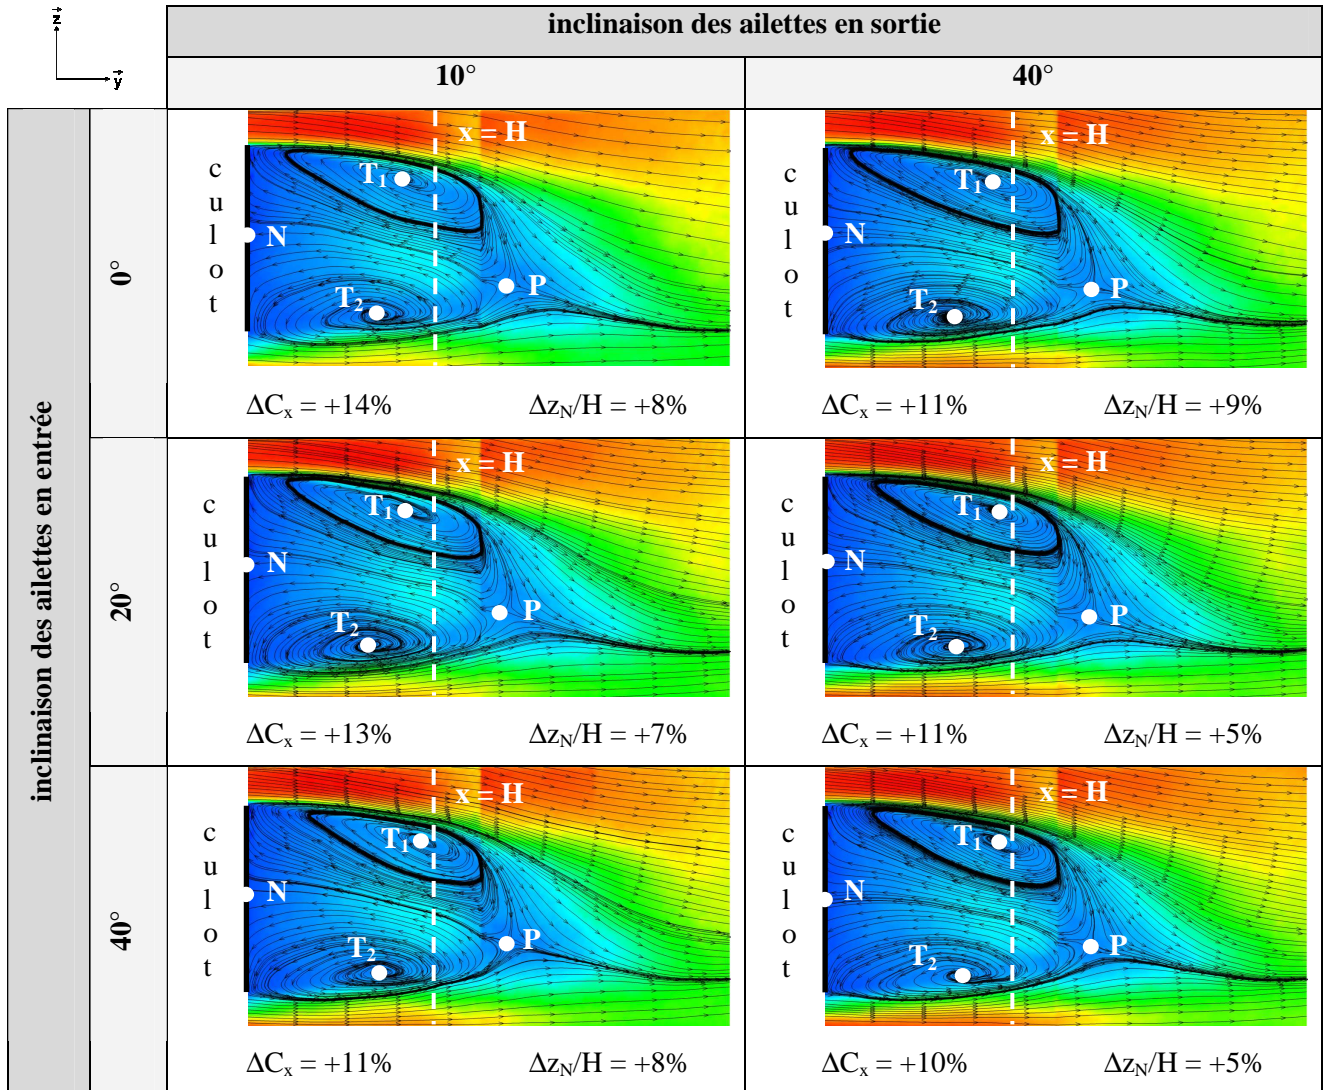 z
y
inclinaison des ailettes en sortie
10°
40°
inclinaison des ailettes en entrée
0°
culot
x = H
T1
N
T2
P
ΔCx = +14%
ΔzN/H = +8%
culot
x = H
T1
N
T2
P
ΔCx = +11%
ΔzN/H = +9%
20°
culot
x = H
T1
N
T2
P
ΔCx = +13%
ΔzN/H = +7%
culot
x = H
T1
N
T2
P
ΔCx = +11%
ΔzN/H = +5%
40°
culot
x = H
T1
N
T2
P
ΔCx = +11%
ΔzN/H = +8%
culot
x = H
T1
N
T2
P
ΔCx = +10%
ΔzN/H = +5%